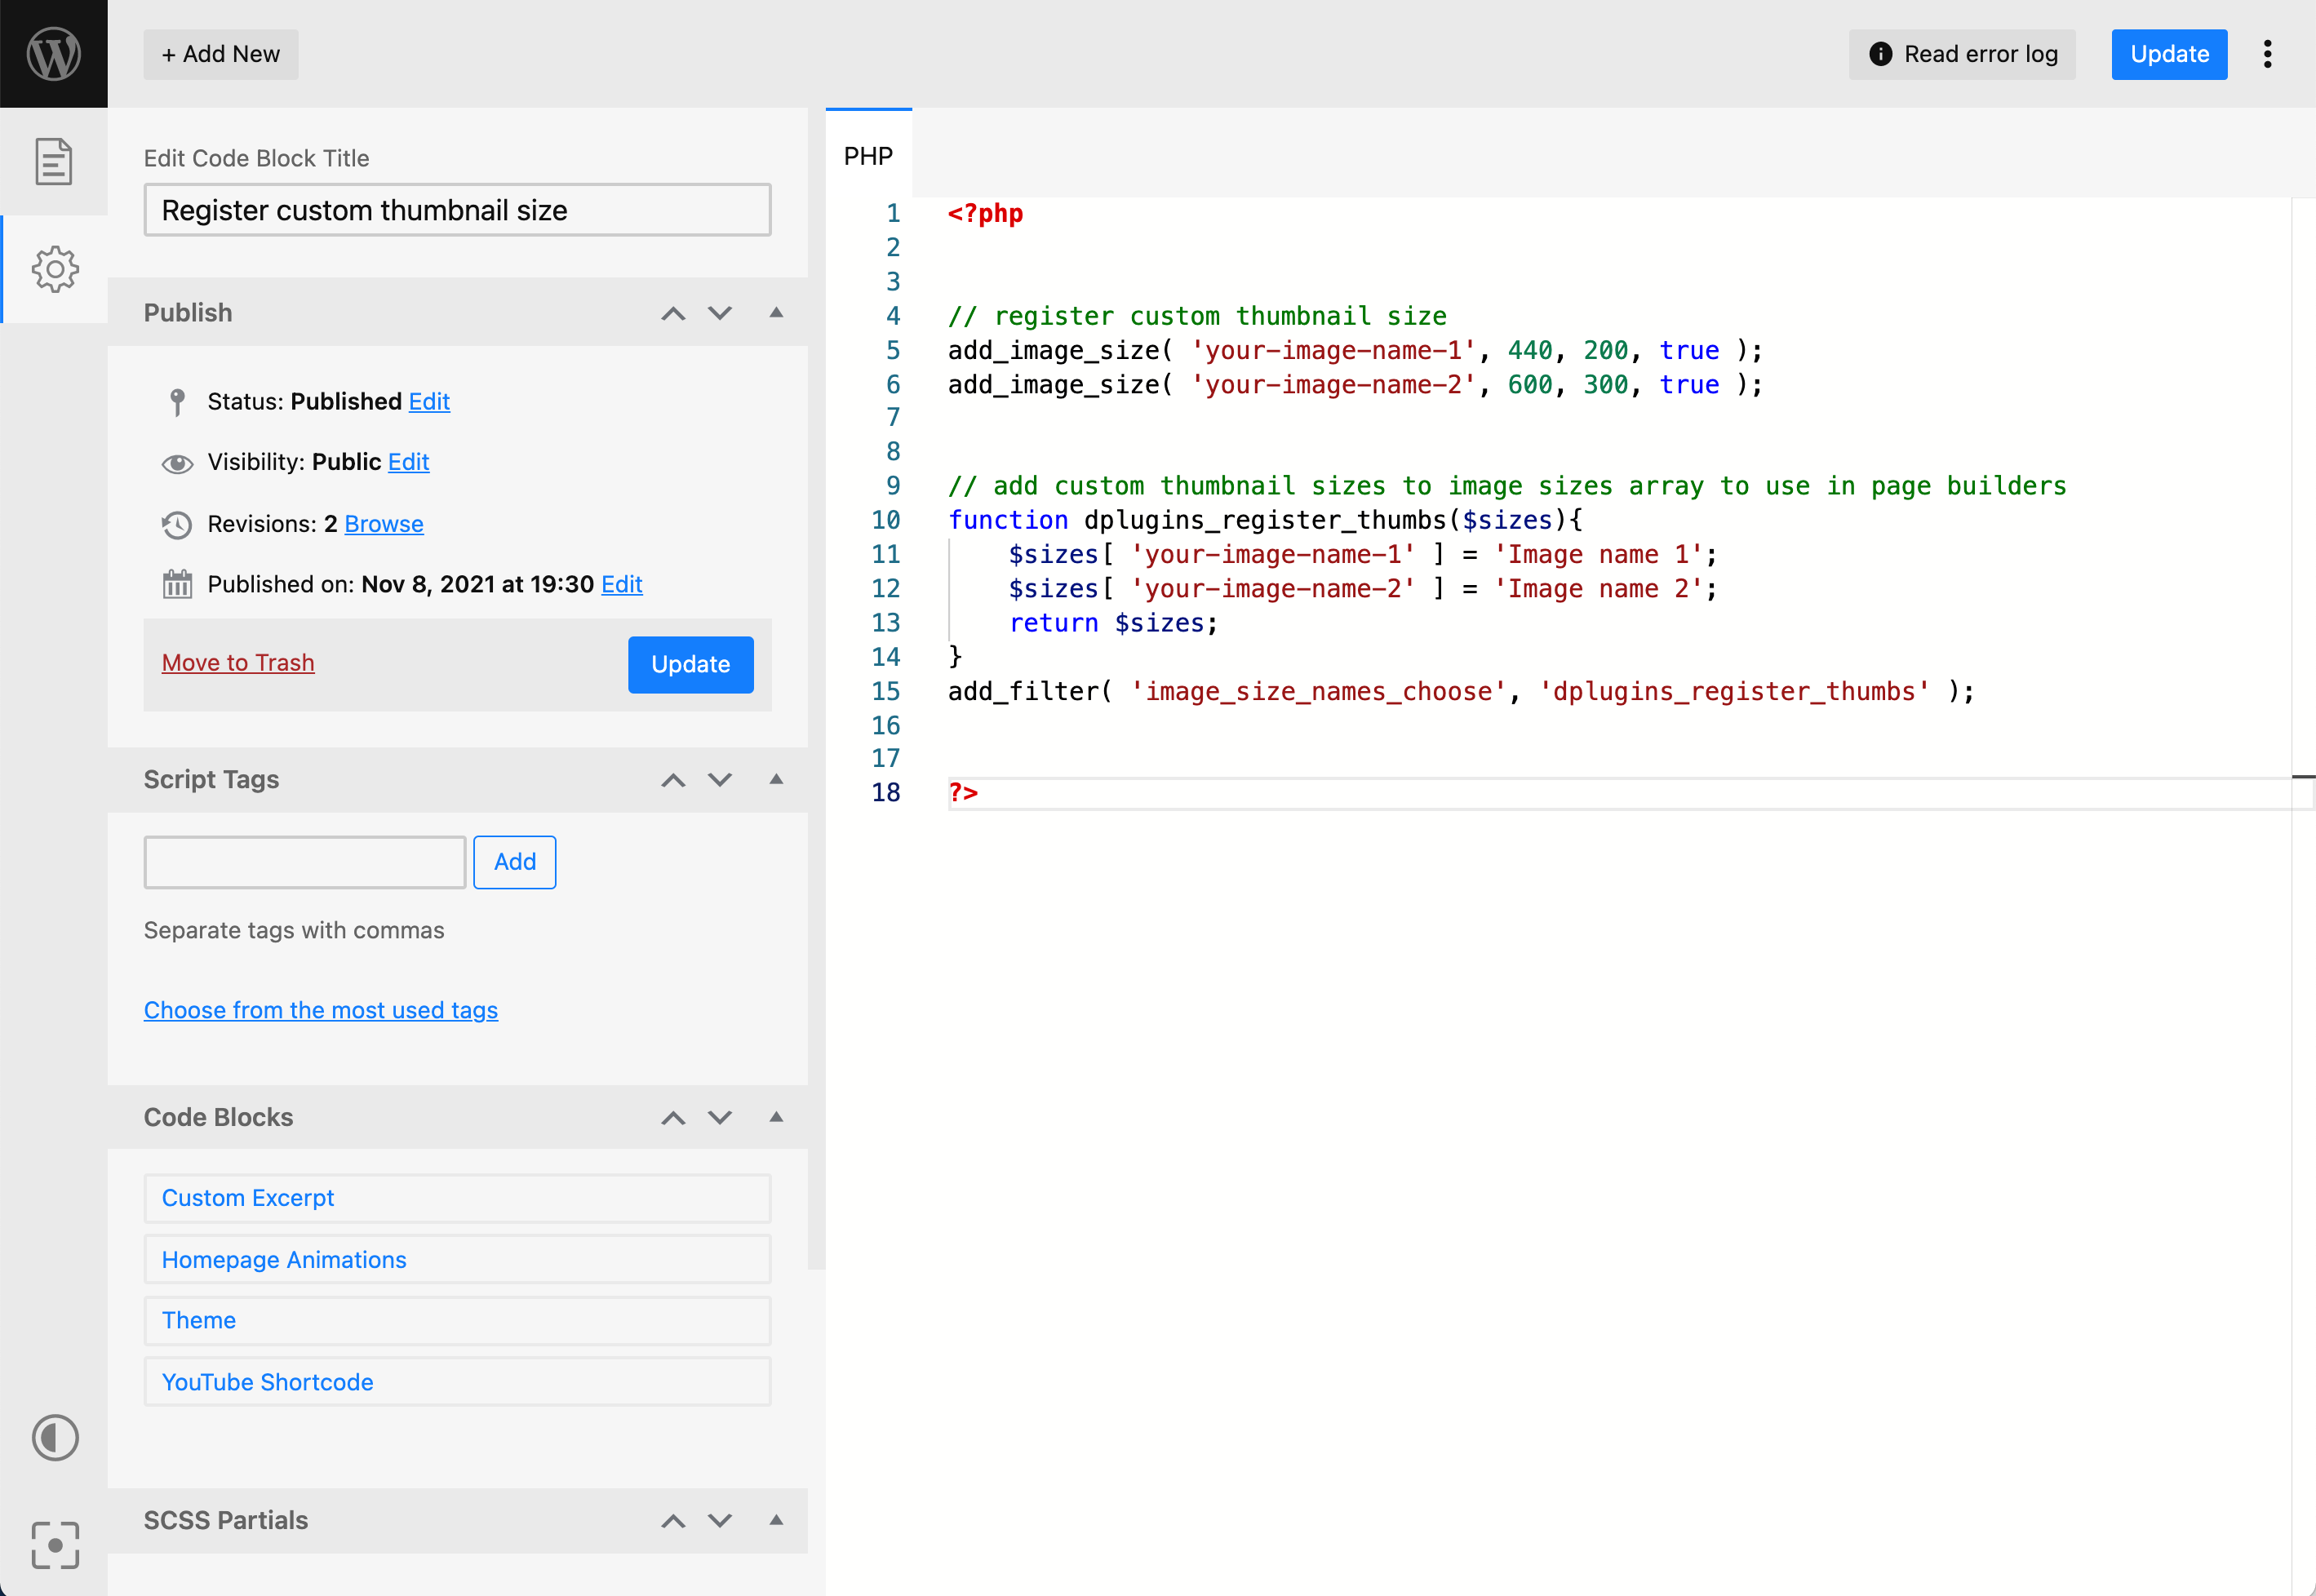 + Add New
Read error log
Update
Edit Code Block Title
Register custom thumbnail size
Publish
Status: Published Edit
Visibility: Public Edit
Revisions: 2 Browse
Published on: Nov 8, 2021 at 19:30 Edit
Move to Trash
Update
Script Tags
Add
Separate tags with commas
Choose from the most used tags
Code Blocks
Custom Excerpt
Homepage Animations
Theme
YouTube Shortcode
SCSS Partials
PHP
1 <?php
2
3
4 // register custom thumbnail size
5 add_image_size( 'your-image-name-1', 440, 200, true );
6 add_image_size( 'your-image-name-2', 600, 300, true );
7
8
9 // add custom thumbnail sizes to image sizes array to use in page builders
10 function dplugins_register_thumbs($sizes){
11     $sizes[ 'your-image-name-1' ] = 'Image name 1';
12     $sizes[ 'your-image-name-2' ] = 'Image name 2';
13     return $sizes;
14 }
15 add_filter( 'image_size_names_choose', 'dplugins_register_thumbs' );
16
17
18 ?>